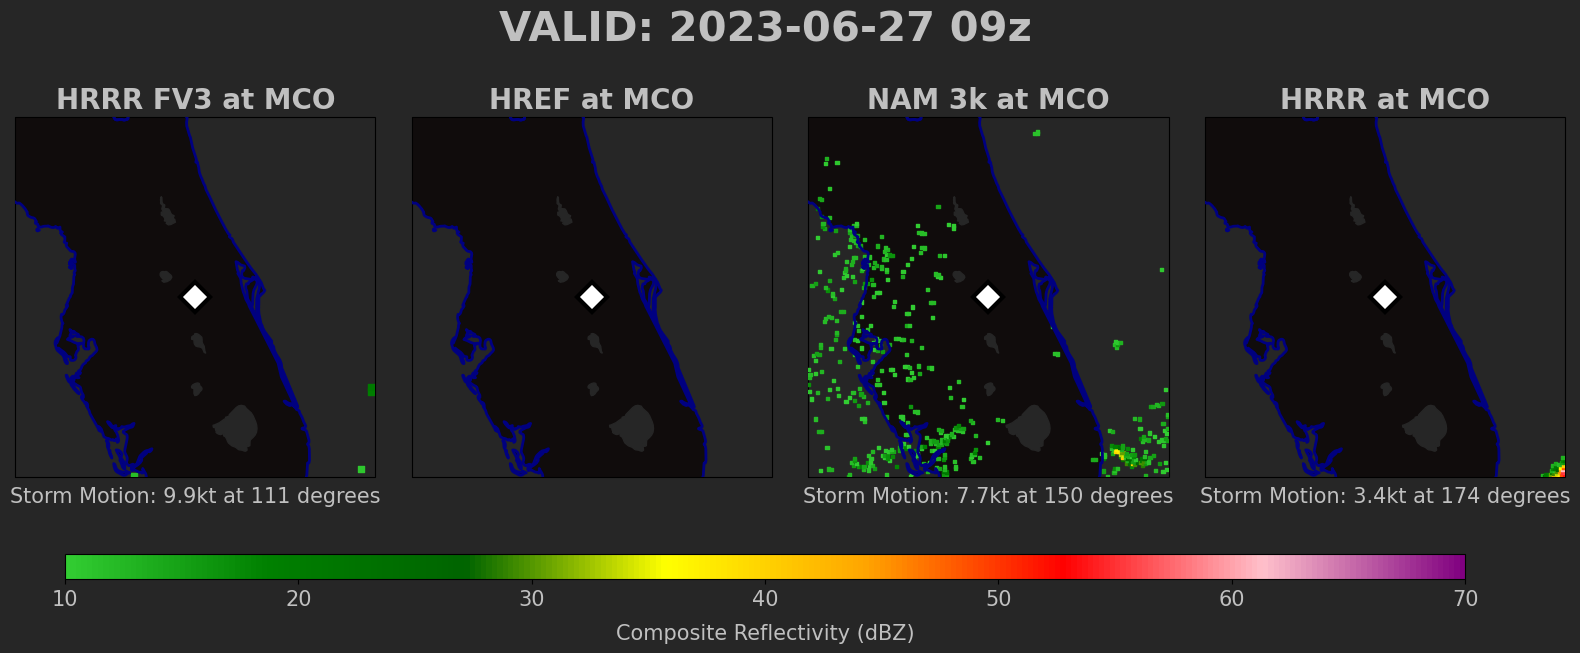 VALID: 2023-06-27 09z
HRRR FV3 at MCO
HREF at MCO
NAM 3k at MCO
HRRR at MCO
Storm Motion: 9.9kt at 111 degrees
Storm Motion: 7.7kt at 150 degrees
Storm Motion: 3.4kt at 174 degrees
10 20 30 40 50 60 70
Composite Reflectivity (dBZ)